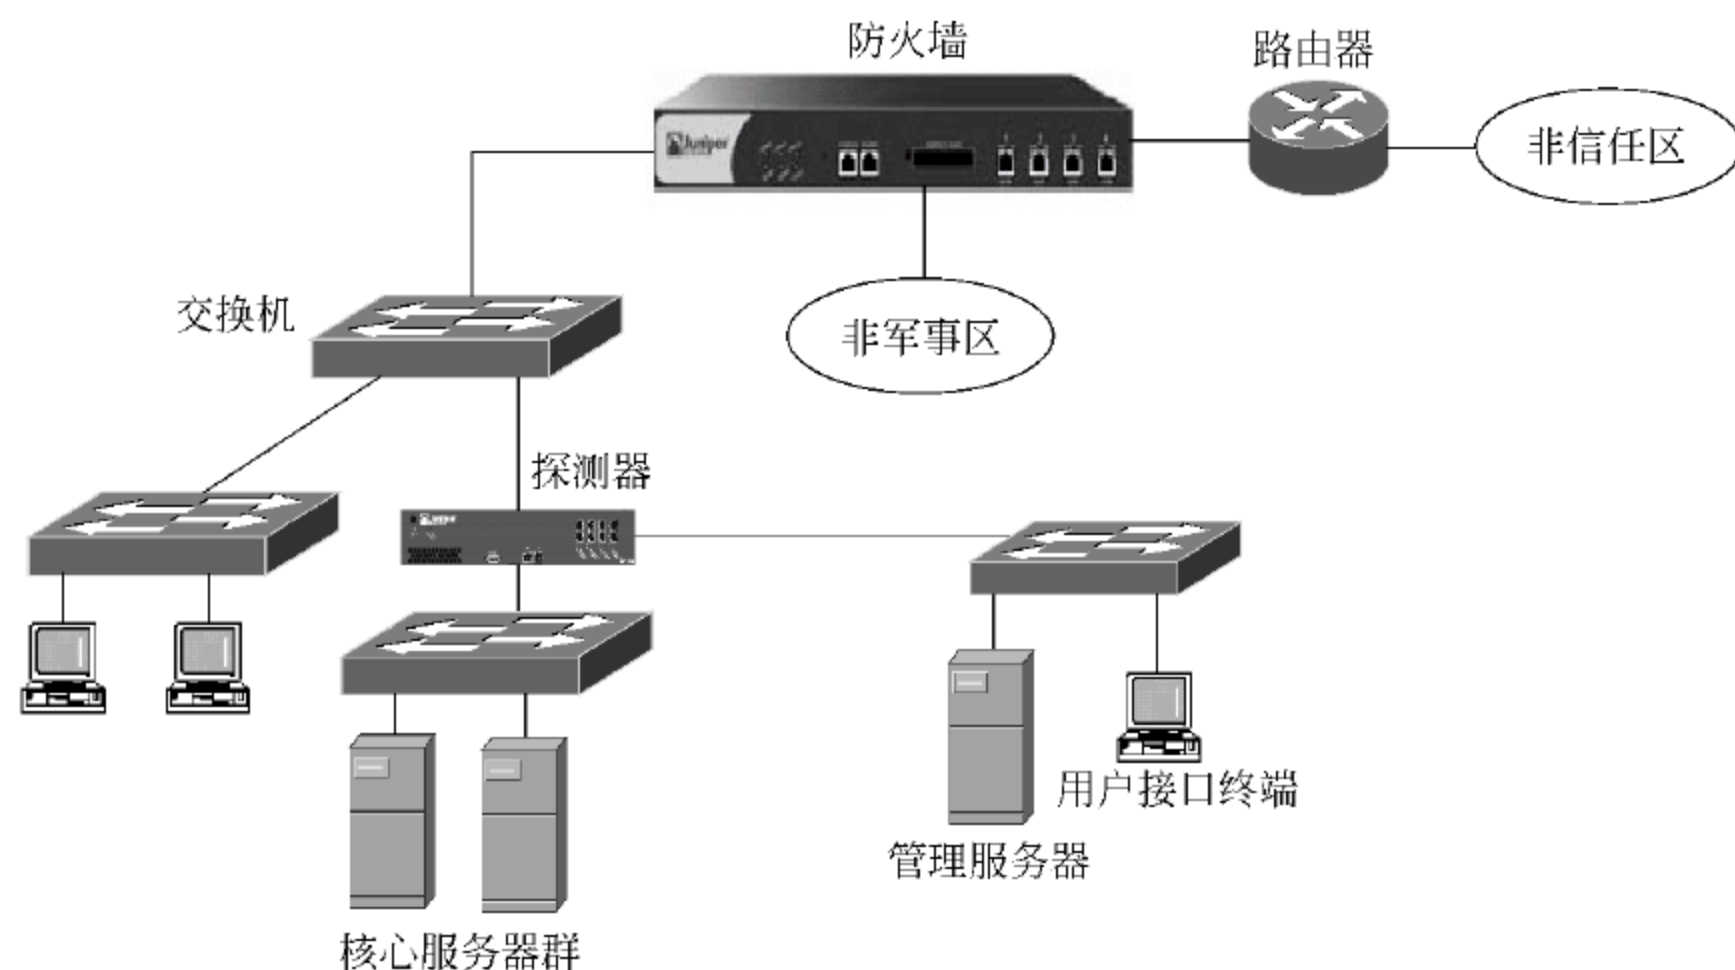 防火墙
路由器
Juniper
非信任区
交换机
非军事区
探测器
用户接口终端
管理服务器
核心服务器群